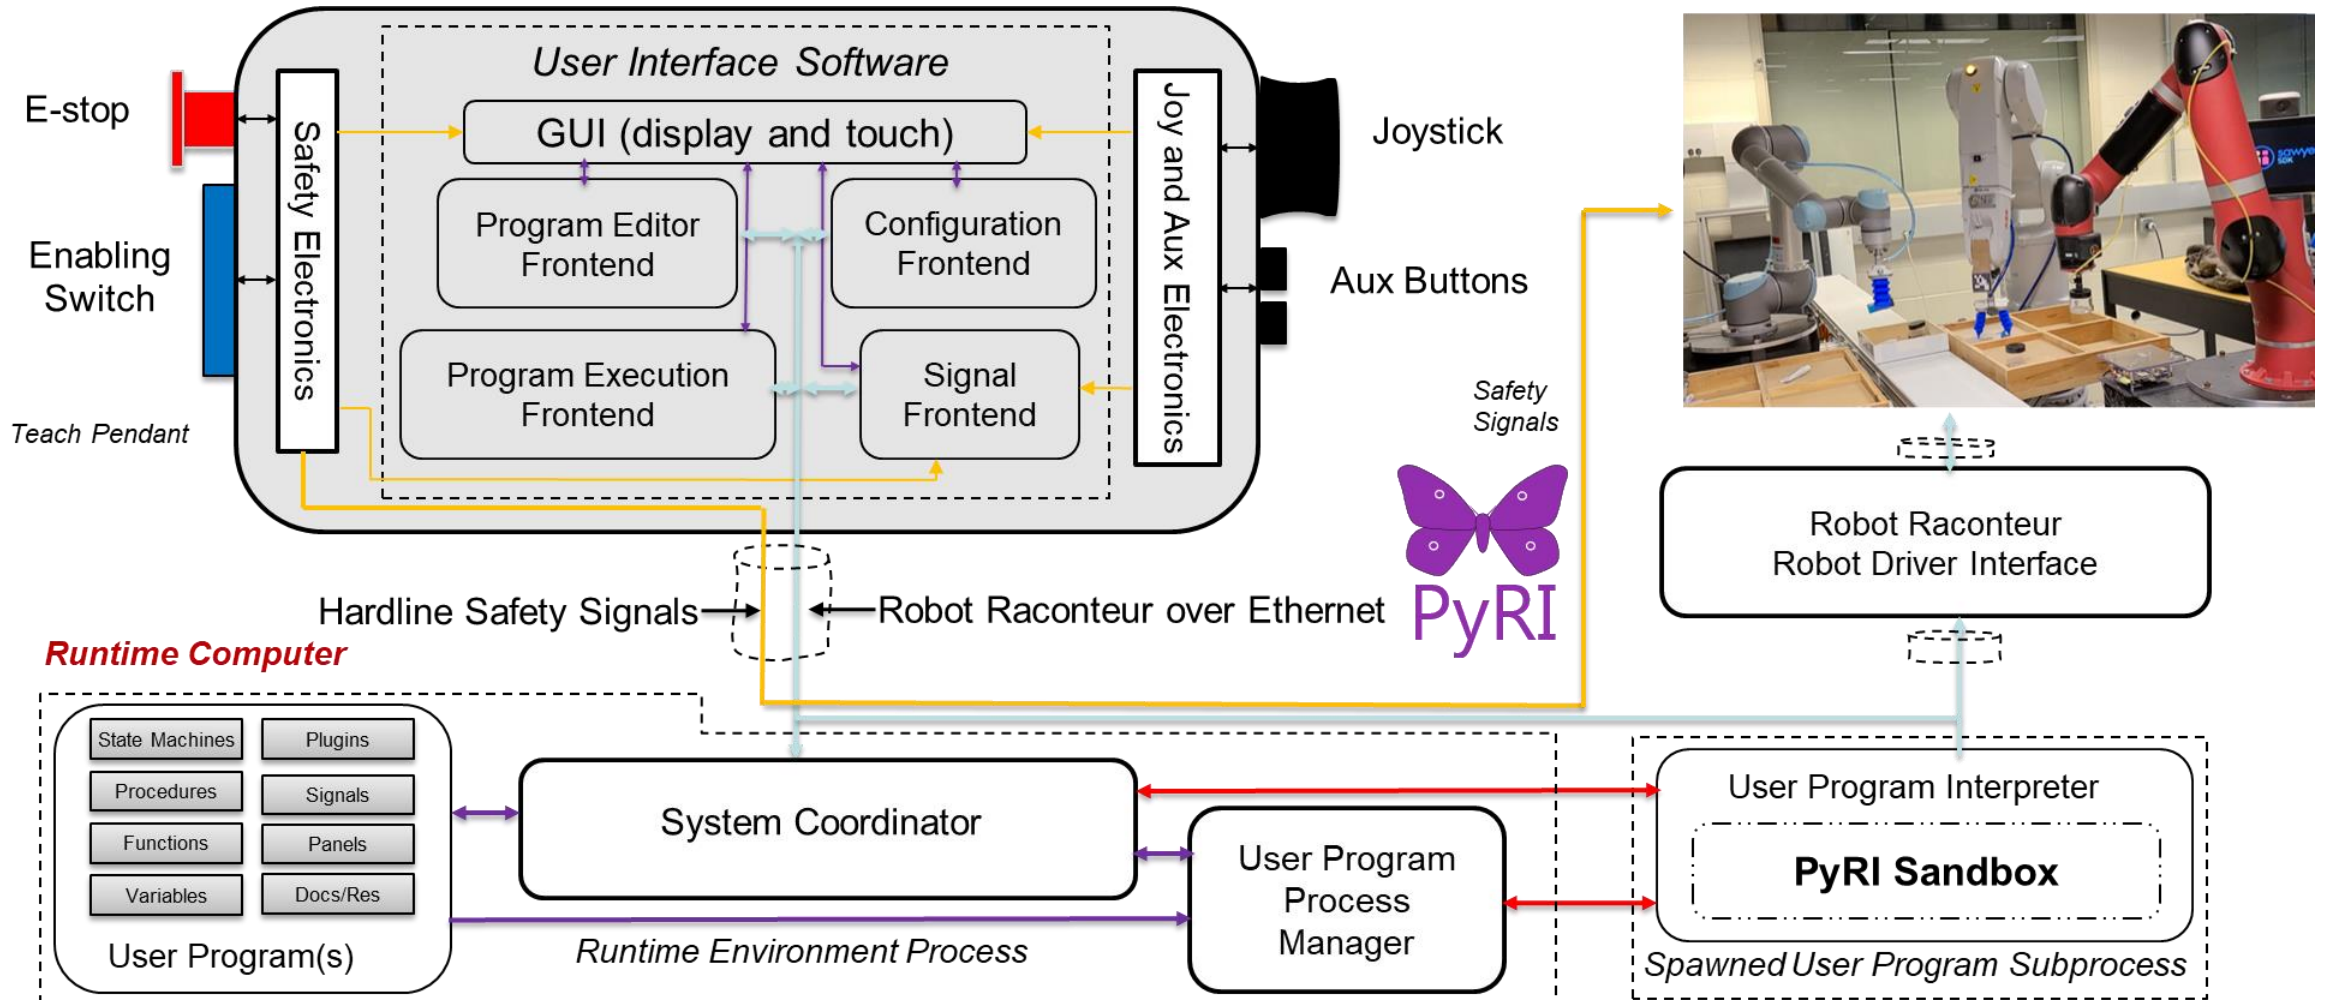 User Interface Software
E-stop
Enabling
Switch
Teach Pendant
Safety Electronics
GUI (display and touch)
Program Editor
Frontend
Configuration
Frontend
Program Execution
Frontend
Signal
Frontend
Joy and Aux Electronics
Joystick
Aux Buttons
Safety
Signals
sawyer
SDK
PyRI
Robot Raconteur
Robot Driver Interface
Hardline Safety Signals
Robot Raconteur over Ethernet
Runtime Computer
State Machines
Plugins
Procedures
Signals
Functions
Panels
Variables
Docs/Res
User Program(s)
System Coordinator
Runtime Environment Process
User Program
Process
Manager
User Program Interpreter
PyRI Sandbox
Spawned User Program Subprocess